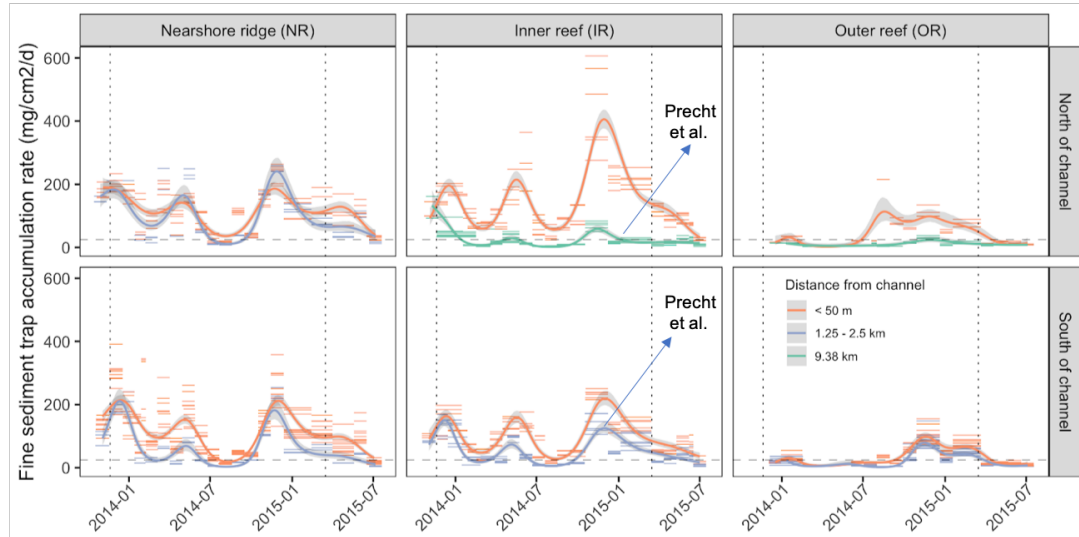 Nearshore ridge (NR)
Inner reef (IR)
Outer reef (OR)
Fine sediment trap accumulation rate (mg/cm2/d)
600
400
200
0
Precht
et al.
North of channel
600
400
200
0
Precht
et al.
Distance from channel
< 50 m
1.25 - 2.5 km
9.38 km
South of channel
2014-01
2014-07
2015-01
2015-07
2014-01
2014-07
2015-01
2015-07
2014-01
2014-07
2015-01
2015-07